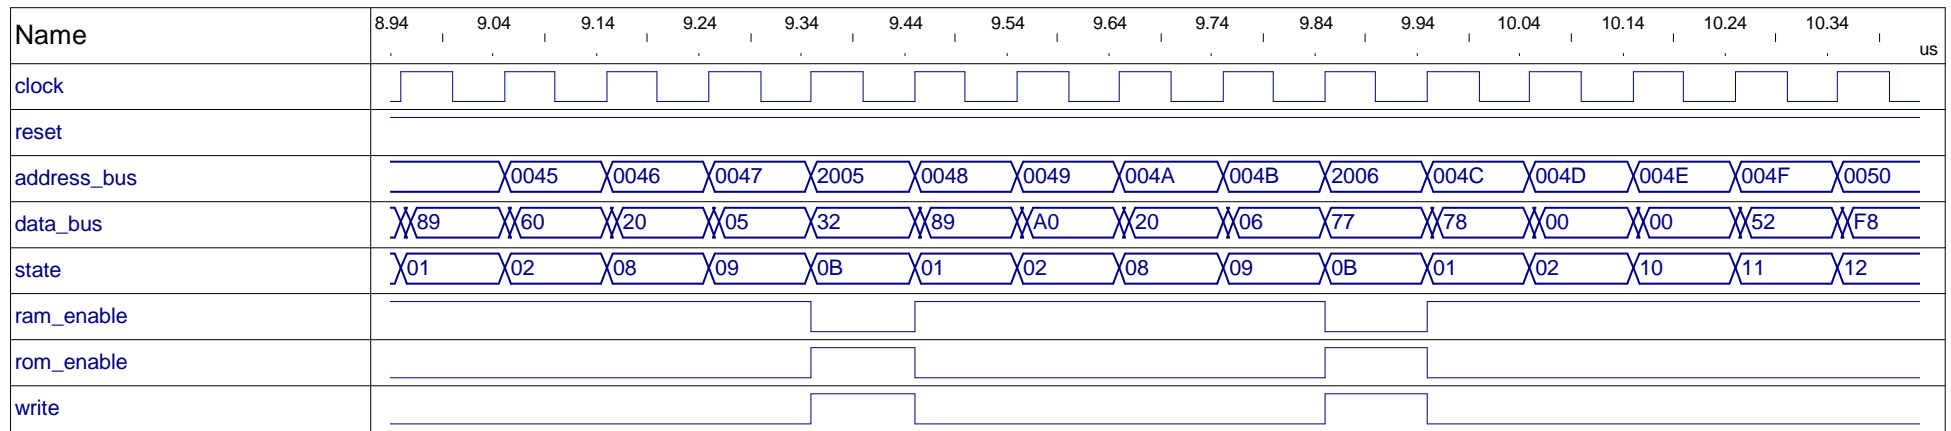 Name 8.94 9.04 9.14 9.24 9.34 9.44 9.54 9.64 9.74 9.84 9.94 10.04 10.14 10.24 10.34 us
clock
reset
address_bus 0045 0046 0047 2005 0048 0049 004A 004B 2006 004C 004D 004E 004F 0050
data_bus 89 60 20 05 32 89 A0 20 06 77 78 00 00 52 F8
state 01 02 08 09 0B 01 02 08 09 0B 01 02 10 11 12
ram_enable
rom_enable
write